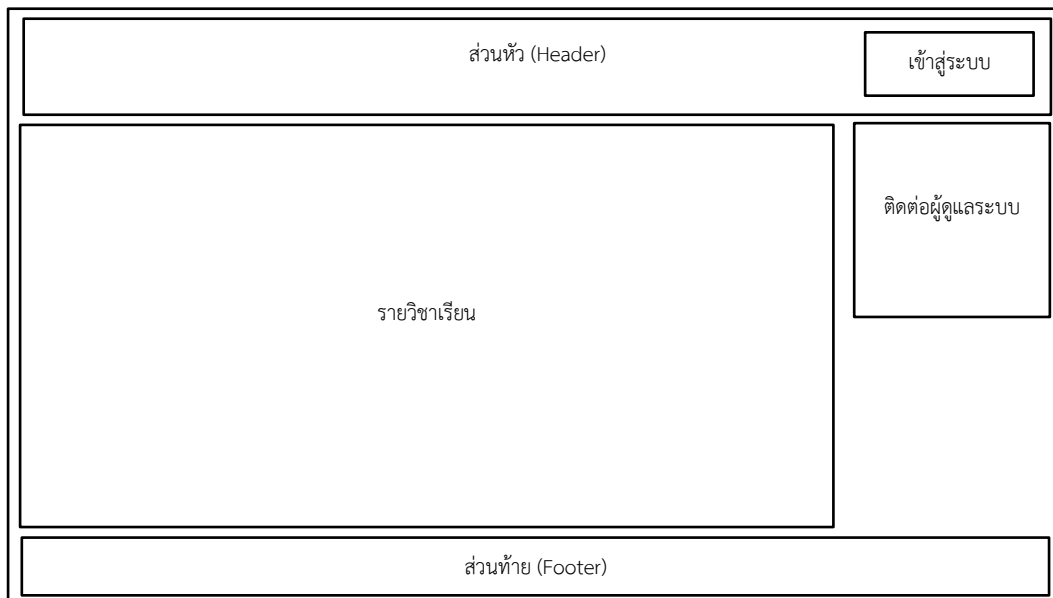 ส่วนหัว (Header)
เข้าสู่ระบบ
ติดต่อผู้ดูแลระบบ
รายวิชาเรียน
ส่วนท้าย (Footer)